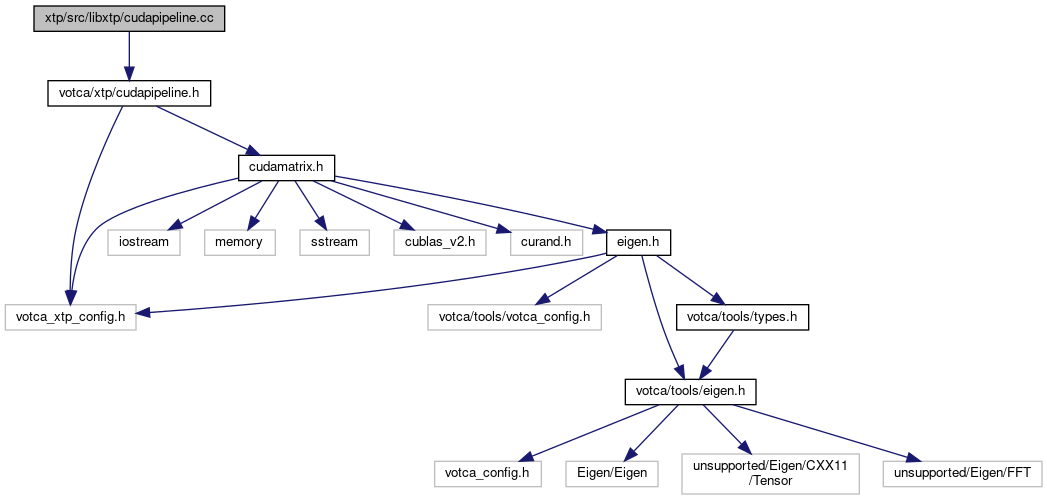 xtp/src/libxtp/cudapipeline.cc
votca/xtp/cudapipeline.h
cudamatrix.h
iostream
memory
sstream
cublas_v2.h
curand.h
eigen.h
votca_xtp_config.h
votca/tools/votca_config.h
votca/tools/types.h
votca/tools/eigen.h
votca_config.h
Eigen/Eigen
unsupported/Eigen/CXX11
/Tensor
unsupported/Eigen/FFT